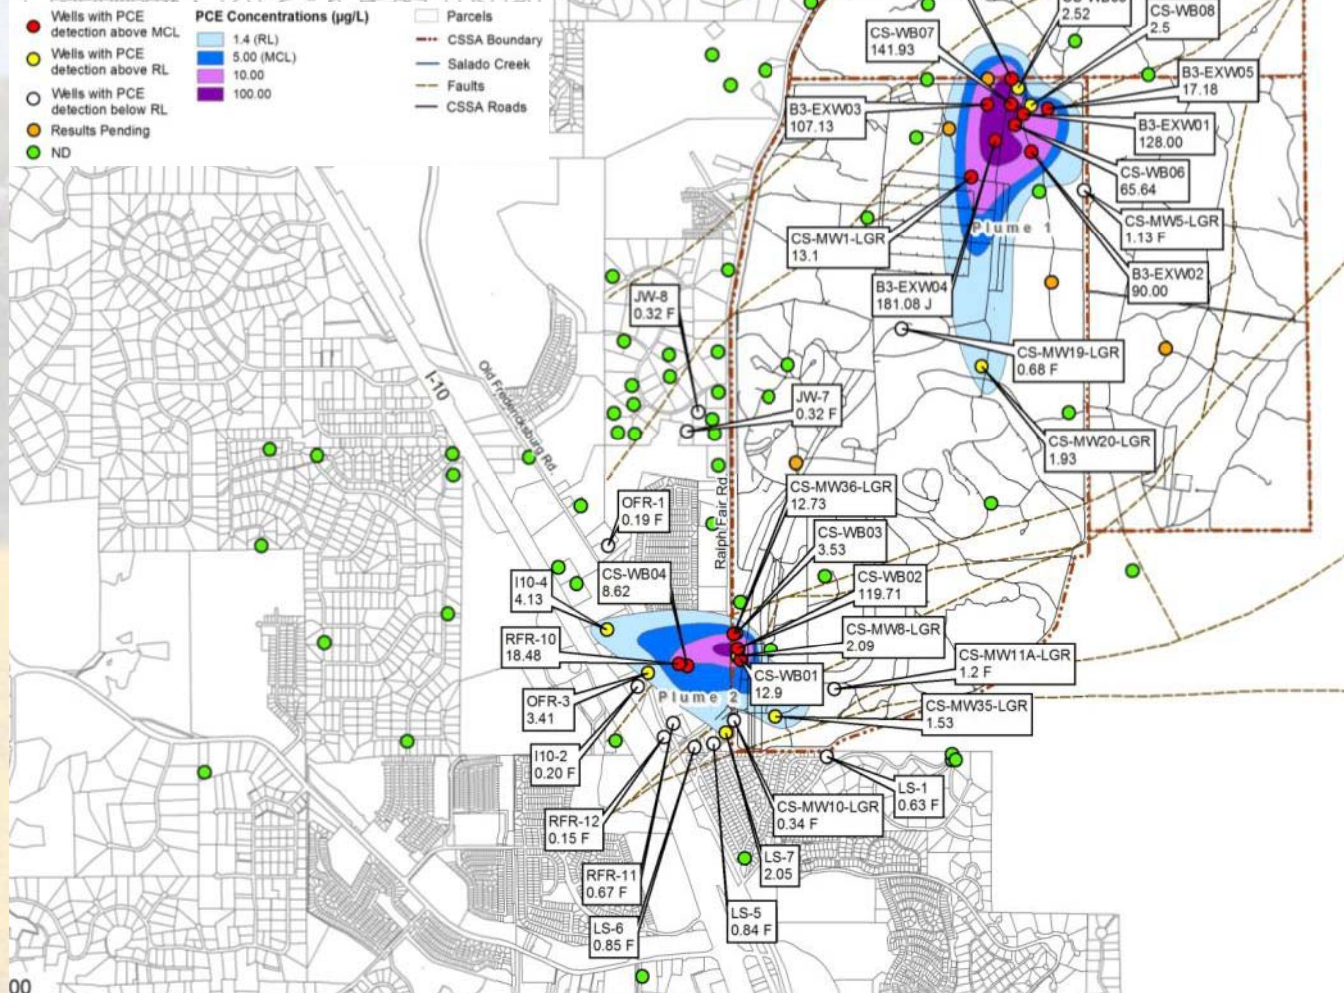 Wells with PCE
detection above MCL
Wells with PCE
detection above RL
Wells with PCE
detection below RL
Results Pending
ND
PCE Concentrations (µg/L)
1.4 (RL)
5.00 (MCL)
10.00
100.00
Parcels
CSSA Boundary
Salado Creek
Faults
CSSA Roads
2.52
CS-WB08
2.5
CS-WB07
141.93
B3-EXW05
17.18
B3-EXW03
107.13
B3-EXW01
128.00
CS-WB06
65.64
CS-MW5-LGR
1.13 F
Plume 1
CS-MW1-LGR
13.1
B3-EXW02
90.00
B3-EXW04
181.08 J
JW-8
0.32 F
CS-MW19-LGR
0.68 F
I-10
Old Fredericksburg Rd.
JW-7
0.32 F
CS-MW20-LGR
1.93
Ralph Fair Rd.
CS-MW36-LGR
12.73
OFR-1
0.19 F
CS-WB03
3.53
I10-4
4.13
CS-WB04
8.62
CS-WB02
119.71
RFR-10
18.48
CS-MW8-LGR
2.09
CS-MW11A-LGR
1.2 F
CS-WB01
12.9
OFR-3
3.41
Plume 2
CS-MW35-LGR
1.53
I10-2
0.20 F
LS-1
0.63 F
CS-MW10-LGR
0.34 F
RFR-12
0.15 F
LS-7
2.05
RFR-11
0.67 F
LS-5
0.84 F
LS-6
0.85 F
00